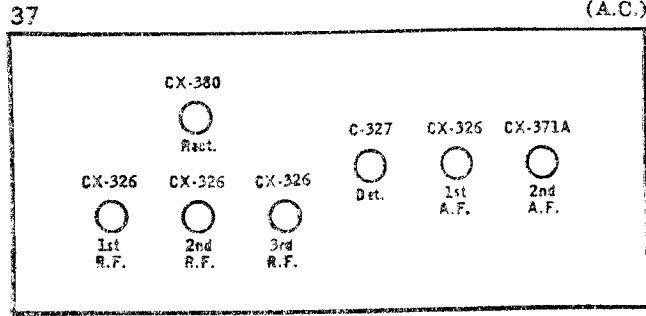 37 (A.C.)
CX-380
Rect.
C-327 CX-326 CX-371A
Det. 1st 2nd
A.F. A.F.
CX-326 CX-326 CX-326
1st 2nd 3rd
R.F. R.F. R.F.